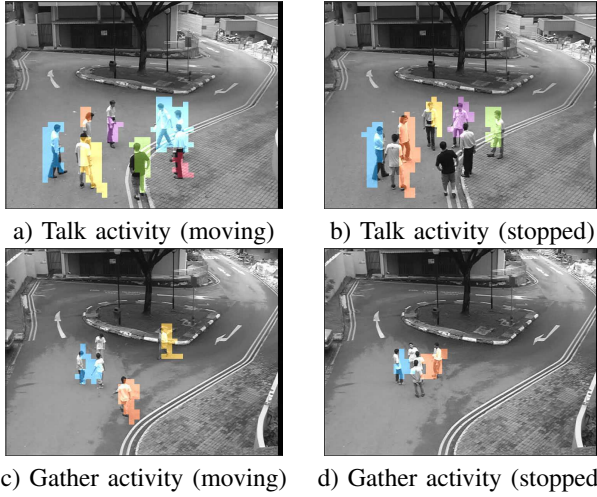 a) Talk activity (moving)
b) Talk activity (stopped)
c) Gather activity (moving)
d) Gather activity (stopped